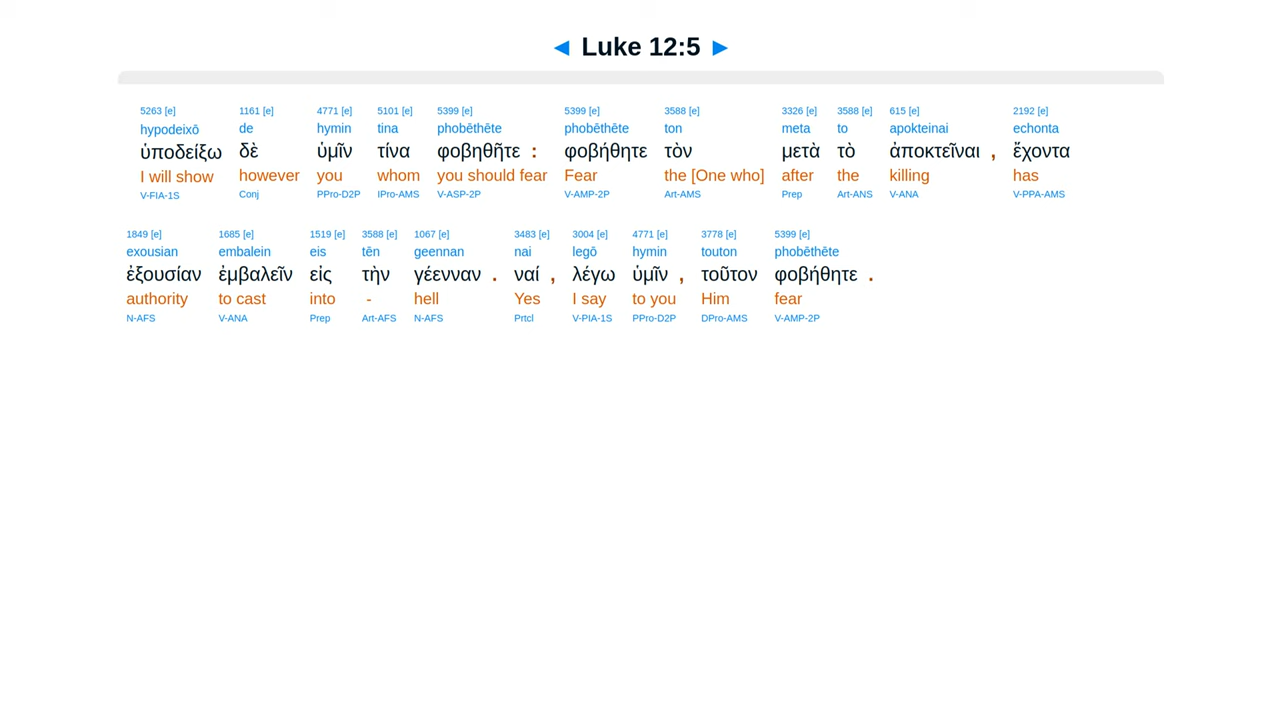 ◄ Luke 12:5 ►
5263 [e] 1161 [e] 4771 [e] 5101 [e] 5399 [e] 5399 [e] 3588 [e] 3326 [e] 3588 [e] 615 [e] 2192 [e]
hypodeixō de hymin tina phobēthēte phobēthēte ton meta to apokteinai echonta
ὑποδείξω δὲ ὑμῖν τίνα φοβηθῆτε : φοβήθητε τὸν μετὰ τὸ ἀποκτεῖναι , ἔχοντα
I will show however you whom you should fear Fear the [One who] after the killing has
V-FIA-1S Conj PPro-D2P IPro-AMS V-ASP-2P V-AMP-2P Art-AMS Prep Art-ANS V-ANA V-PPA-AMS
1849 [e] 1685 [e] 1519 [e] 3588 [e] 1067 [e] 3483 [e] 3004 [e] 4771 [e] 3778 [e] 5399 [e]
exousian embalein eis tēn geennan nai legō hymin touton phobēthēte
ἐξουσίαν ἐμβαλεῖν εἰς τὴν γέενναν . ναί , λέγω ὑμῖν , τοῦτον φοβήθητε .
authority to cast into - hell Yes I say to you Him fear
N-AFS V-ANA Prep Art-AFS N-AFS Prtcl V-PIA-1S PPro-D2P DPro-AMS V-AMP-2P